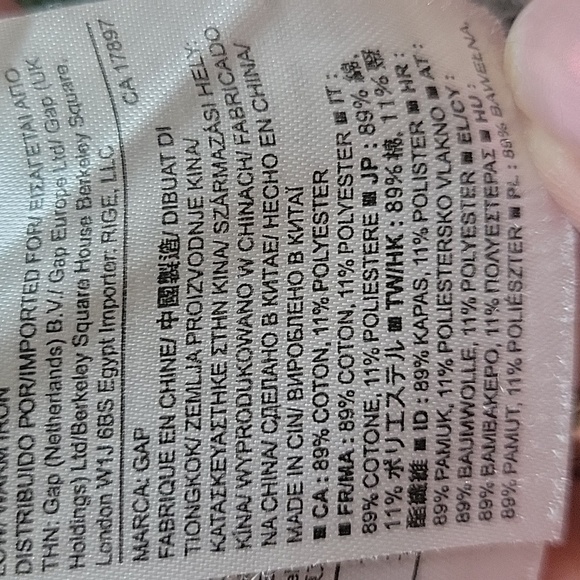 DISTRIBUIDO POR/IMPORTED FOR/ ΕΙΣΑΓΕΤΑΙ ΑΠΟ
THN: Gap (Netherlands) B.V./ Gap Europe Ltd/ Gap (UK
Holdings) Ltd/Berkeley Square House Berkeley Square,
London W1J 6BS Egypt Importer: RIGE, LLC
CA 17897
MARCA: GAP
FABRIQUE EN CHINE/ 中國製造/ DIBUAT DI
TIONGKOK/ ZEMLJA PROIZVODNJE KINA/
ΚΑΤΑΣΚΕΥΑΣΤΗΚΕ ΣΤΗΝ ΚΙΝΑ/ SZÁRMAZÁSI HELY:
KÍNA/ WYPRODUKOWANO W CHINACH/ FABRICADO
NA CHINA/ СДЕЛАНО В КИТАЕ/ HECHO EN CHINA/
MADE IN CIN/ ВИРОБЛЕНО В КИТАЇ
■ CA : 89% COTON, 11% POLYESTER
■ FR/MA : 89% COTON, 11% POLYESTER ■ IT :
89% COTONE, 11% POLIESTERE ■ JP : 89% 綿,
11% ポリエステル ■ TW/HK : 89% 棉, 11% 聚
酯纖維 ■ ID : 89% KAPAS, 11% POLISTER ■ HR :
89% PAMUK, 11% POLIESTERSKO VLAKNO ■ AT :
89% BAUMWOLLE, 11% POLYESTER ■ EL/CY :
89% ΒΑΜΒΑΚΕΡΟ, 11% ΠΟΛΥΕΣΤΕΡΑΣ ■ HU :
89% PAMUT, 11% POLIÉSZTER ■ PL : 89% BAWEŁNA,